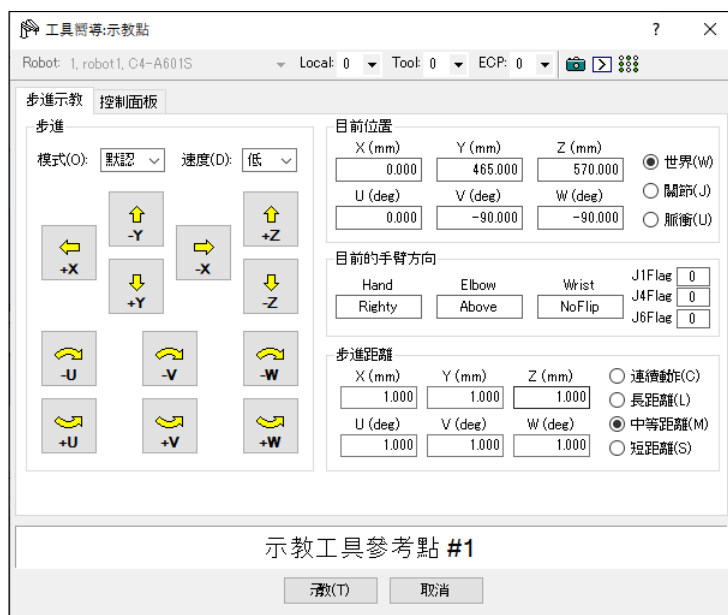 工具嚮導:示教點 ?
Robot: 1, robot1, C4-A601S Local: 0 Tool: 0 ECP: 0
步進示教 控制面板
步進
模式(O): 默認 速度(D): 低
-Y +Z
+X -X
+Y -Z
-U -V -W
+U +V +W
目前位置
X (mm) Y (mm) Z (mm)
0.000 465.000 570.000
U (deg) V (deg) W (deg)
0.000 -90.000 -90.000
世界(W)
關節(J)
脈衝(U)
目前的手臂方向
Hand Elbow Wrist
Righty Above NoFlip
J1Flag 0
J4Flag 0
J6Flag 0
步進距離
X (mm) Y (mm) Z (mm)
1.000 1.000 1.000
U (deg) V (deg) W (deg)
1.000 1.000 1.000
連續動作(C)
長距離(L)
中等距離(M)
短距離(S)
示教工具參考點 #1
示教(T) 取消